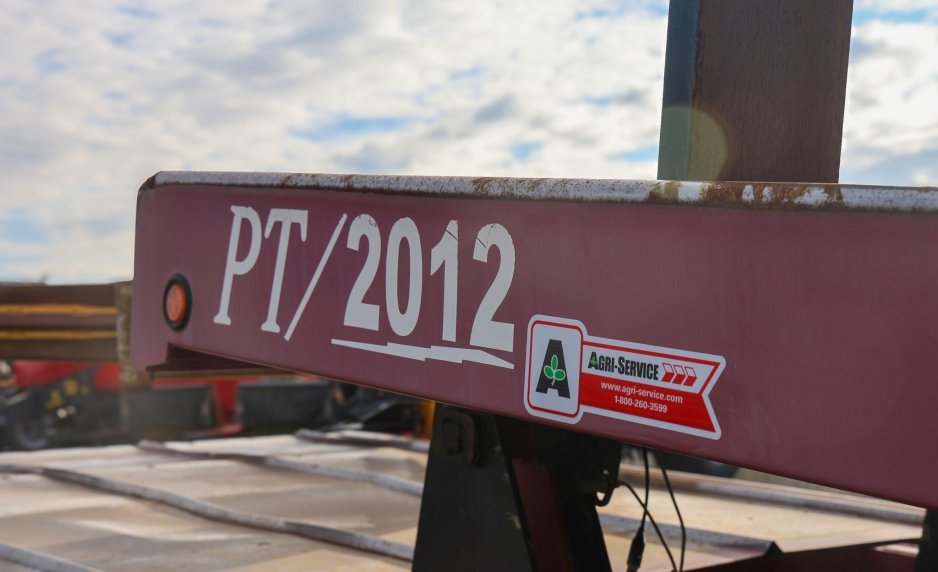 PT/2012
A
AGRI-SERVICE
www.agri-service.com
1-800-260-3599